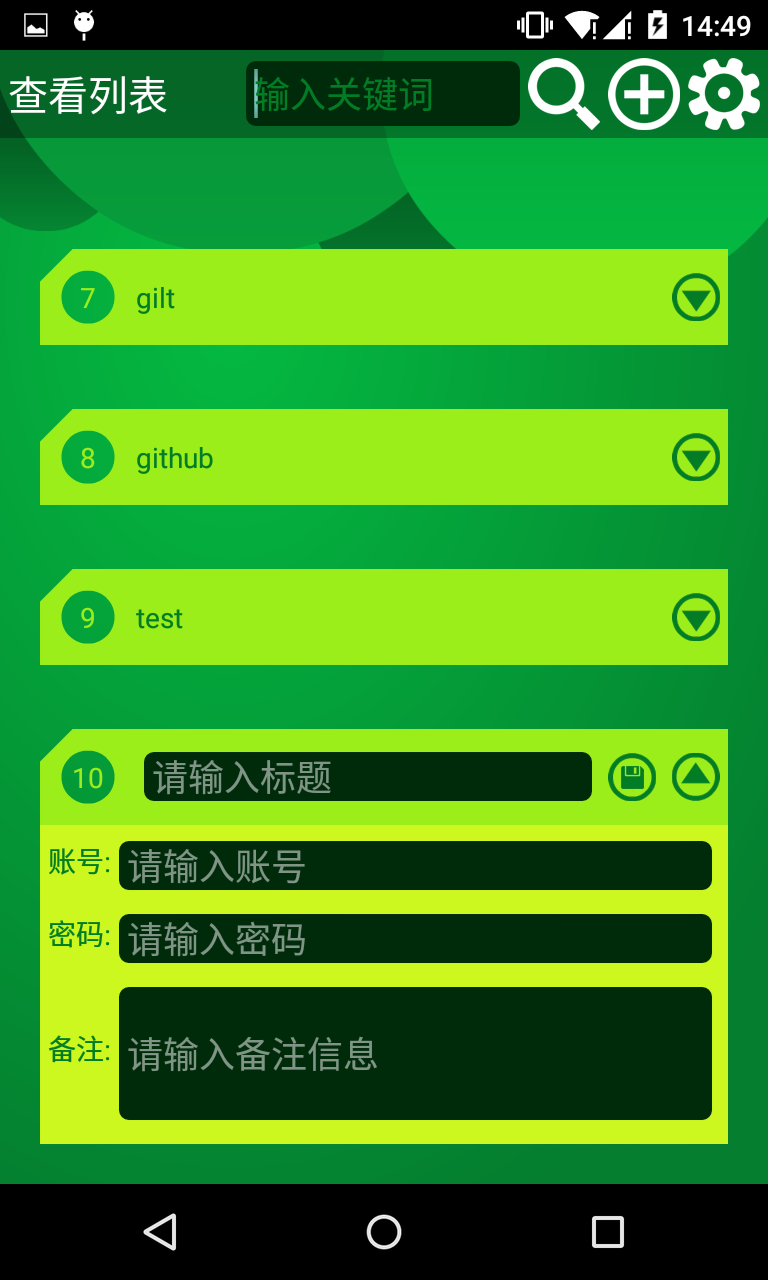 14:49
查看列表 输入关键词
7 gilt
8 github
9 test
10 请输入标题
账号: 请输入账号
密码: 请输入密码
备注: 请输入备注信息